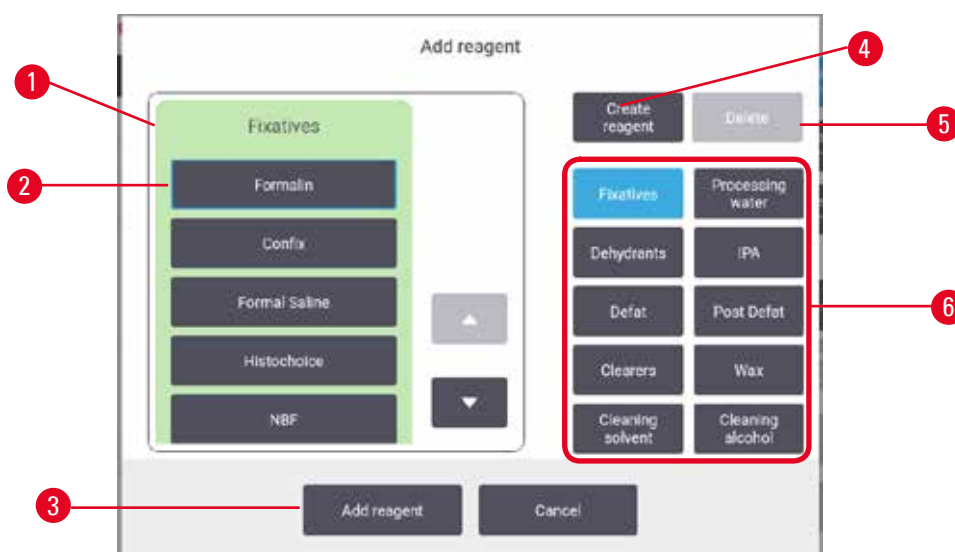 Add reagent
4
1
Create
reagent
Delete
5
Fixatives
2
Formalin
Fixatives
Processing
water
Confix
Dehydrants
IPA
Formal Saline
Defat
Post Defat
6
Histochoice
Clearers
Wax
NBF
Cleaning
solvent
Cleaning
alcohol
3
Add reagent
Cancel